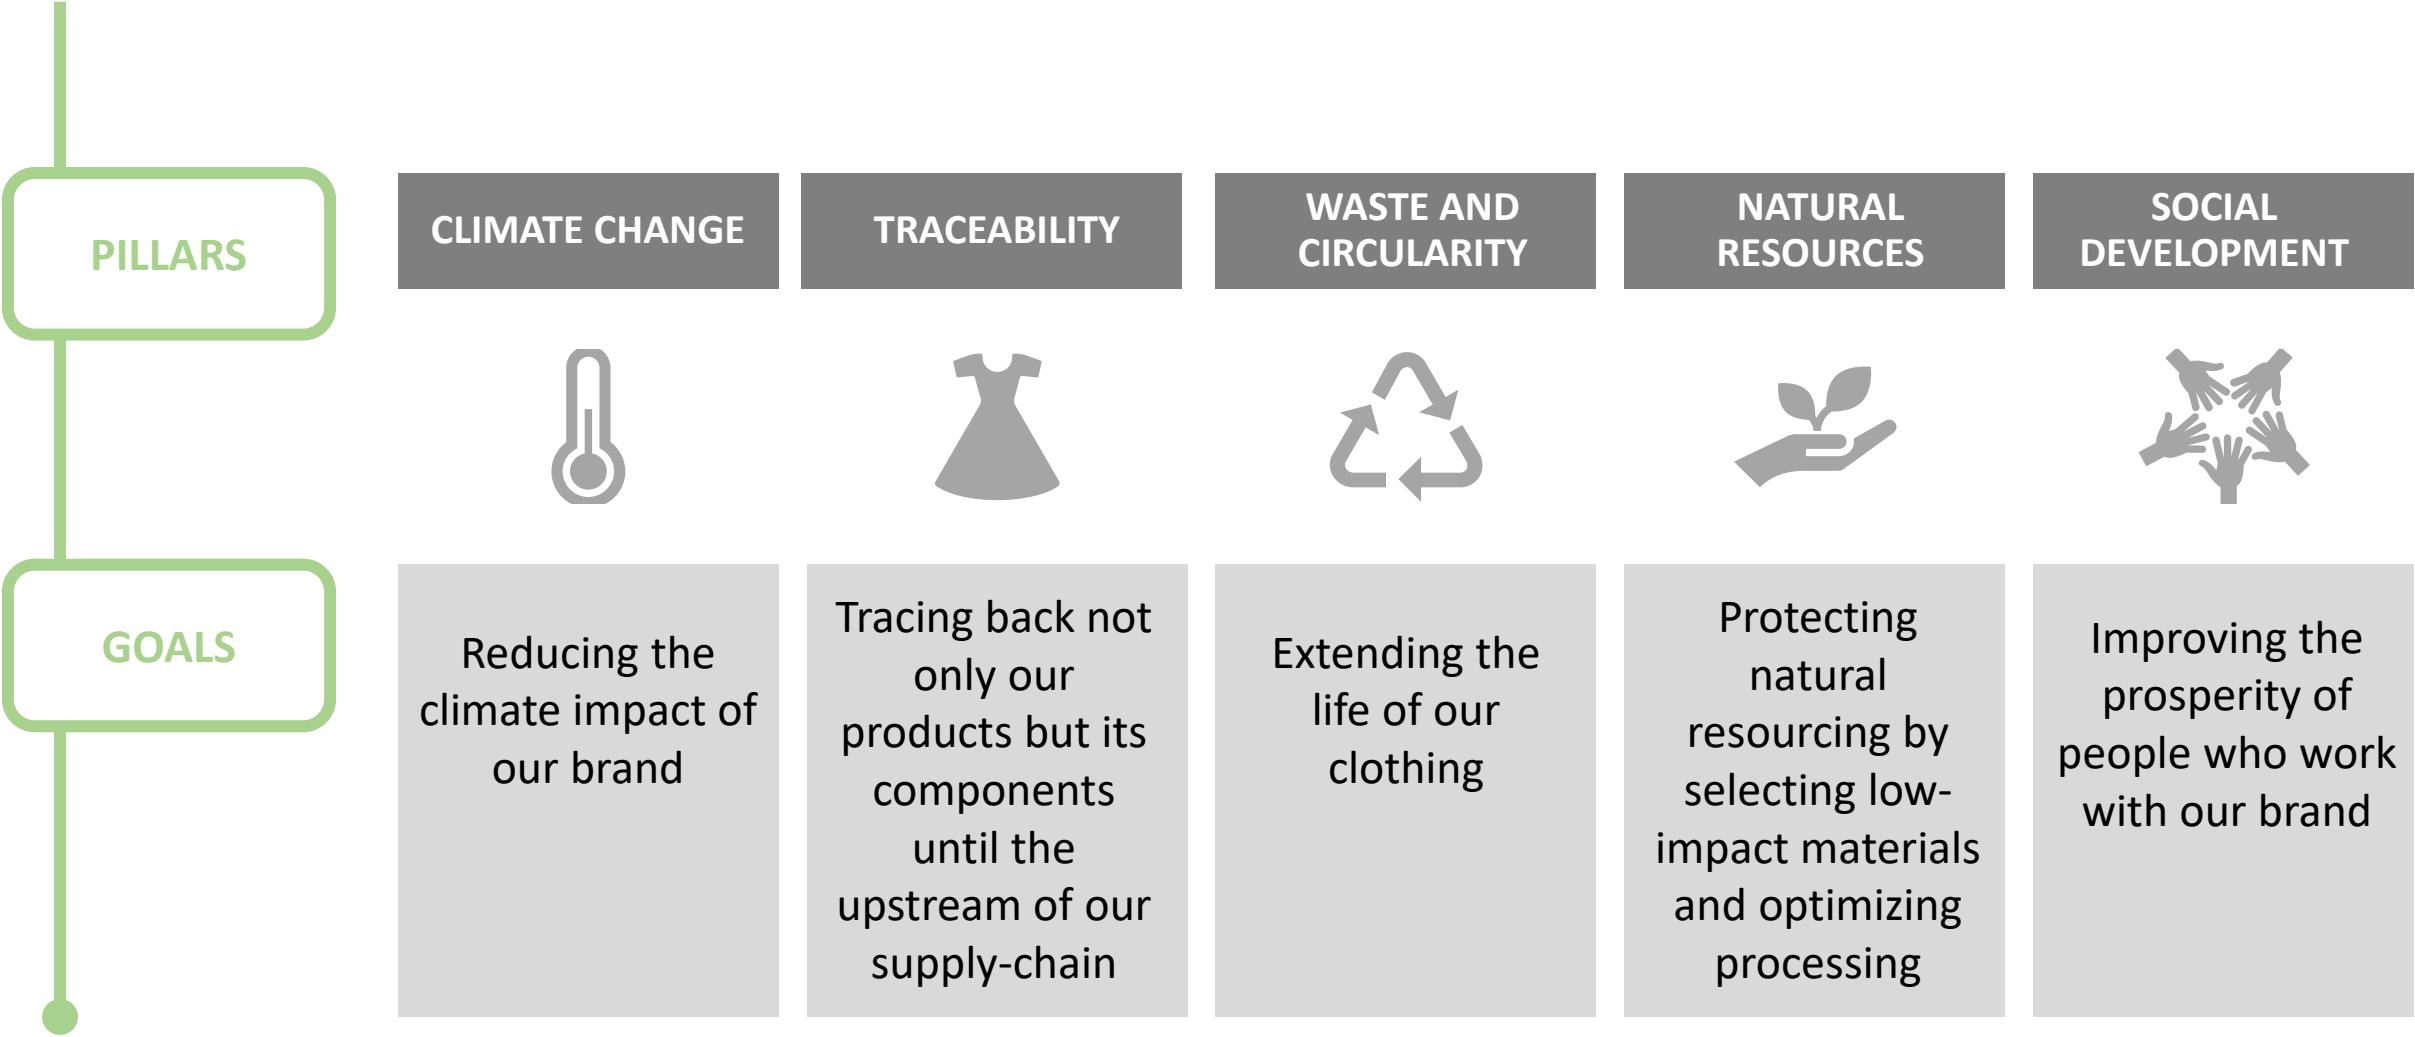 PILLARS
CLIMATE CHANGE
TRACEABILITY
WASTE AND
CIRCULARITY
NATURAL
RESOURCES
SOCIAL
DEVELOPMENT
GOALS
Reducing the
climate impact of
our brand
Tracing back not
only our
products but its
components
until the
upstream of our
supply-chain
Extending the
life of our
clothing
Protecting
natural
resourcing by
selecting low-
impact materials
and optimizing
processing
Improving the
prosperity of
people who work
with our brand